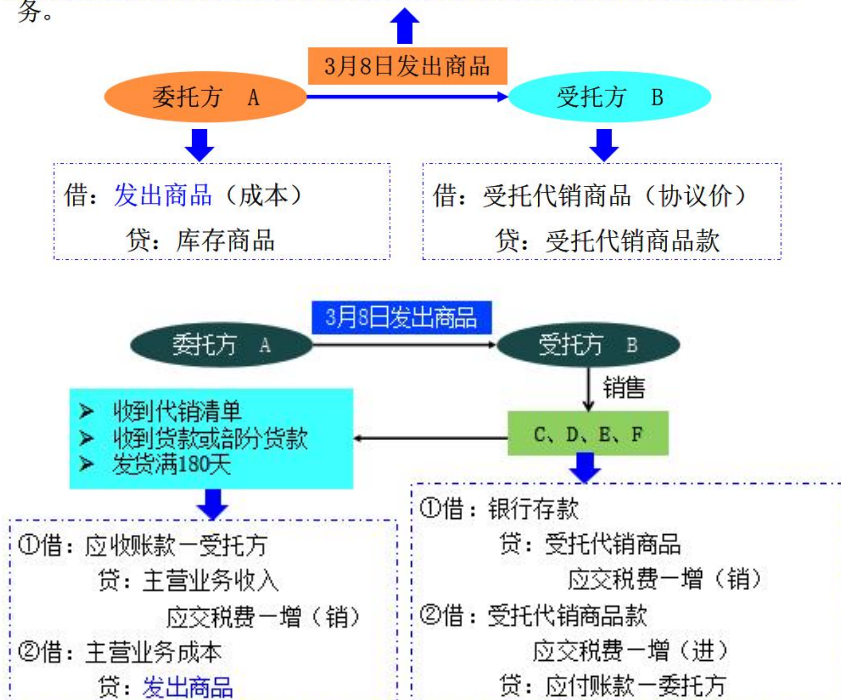 务。
3月8日发出商品
委托方 A
受托方 B
借：发出商品（成本）
贷：库存商品
借：受托代销商品（协议价）
贷：受托代销商品款
3月8日发出商品
委托方 A
受托方 B
销售
➢ 收到代销清单
➢ 收到货款或部分货款
➢ 发货满180天
C、D、E、F
①借：应收账款—受托方
贷：主营业务收入
应交税费—增（销）
②借：主营业务成本
贷：发出商品
①借：银行存款
贷：受托代销商品
应交税费—增（销）
②借：受托代销商品款
应交税费—增（进）
贷：应付账款—委托方